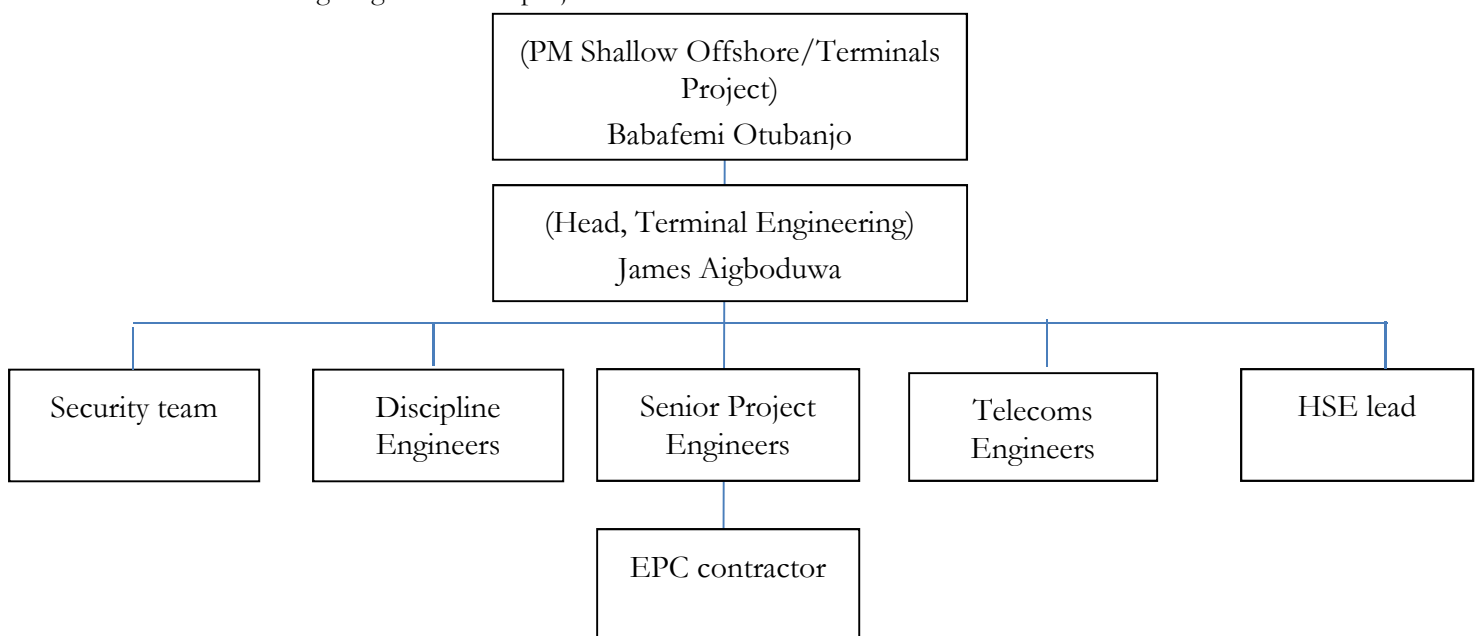 (PM Shallow Offshore/Terminals
Project)
Babafemi Otubanjo
(Head, Terminal Engineering)
James Aigboduwa
Security team
Discipline
Engineers
Senior Project
Engineers
Telecoms
Engineers
HSE lead
EPC contractor